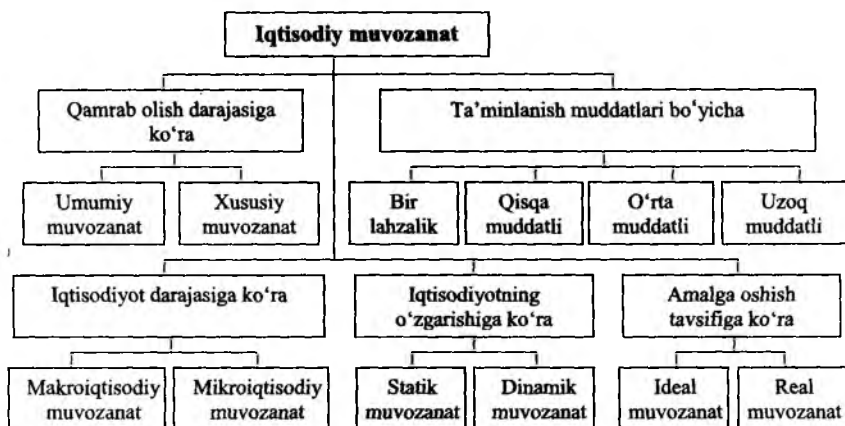 Iqtisodiy muvozanat
Qamrab olish darajasiga
ko‘ra
Ta’minlanish muddatlari bo‘yicha
Umumiy
muvozanat
Xususiy
muvozanat
Bir
lahzalik
Qisqa
muddatli
O‘rta
muddatli
Uzoq
muddatli
Iqtisodiyot darajasiga ko‘ra
Iqtisodiyotning
o‘zgarishiga ko‘ra
Amalga oshish
tavsifiga ko‘ra
Makroiqtisodiy
muvozanat
Mikroiqtisodiy
muvozanat
Statik
muvozanat
Dinamik
muvozanat
Ideal
muvozanat
Real
muvozanat